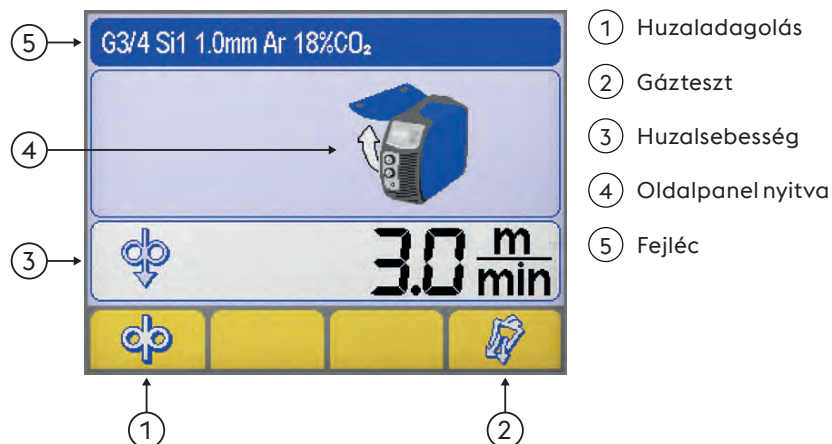 5
G3/4 Si1 1.0mm Ar 18%CO₂
4
3
3.0 m/min
1
2
1 Huzaladagolás
2 Gázteszt
3 Huzalsebesség
4 Oldalpanel nyitva
5 Fejléc